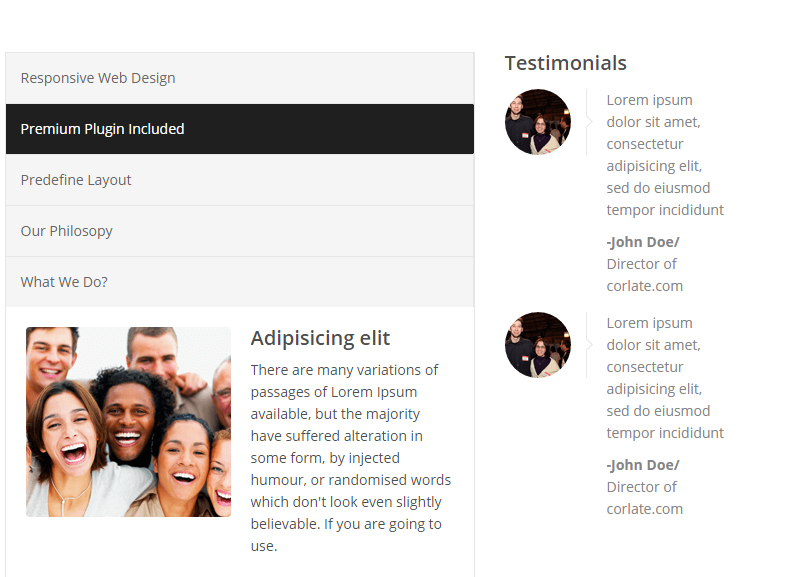 Responsive Web Design
Premium Plugin Included
Predefine Layout
Our Philosopy
What We Do?
Adipisicing elit
There are many variations of
passages of Lorem Ipsum
available, but the majority
have suffered alteration in
some form, by injected
humour, or randomised words
which don't look even slightly
believable. If you are going to
use.
Testimonials
Lorem ipsum
dolor sit amet,
consectetur
adipisicing elit,
sed do eiusmod
tempor incididunt
-John Doe/
Director of
corlate.com
Lorem ipsum
dolor sit amet,
consectetur
adipisicing elit,
sed do eiusmod
tempor incididunt
-John Doe/
Director of
corlate.com